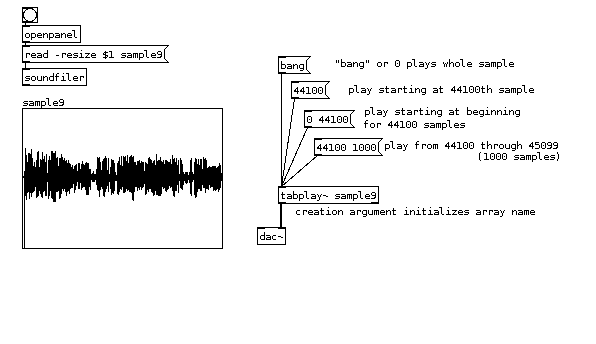 openpanel
read -resize $1 sample9
soundfiler
sample9
bang
"bang" or 0 plays whole sample
44100
play starting at 44100th sample
0 44100
play starting at beginning
for 44100 samples
44100 1000
play from 44100 through 45099
(1000 samples)
tabplay~ sample9
creation argument initializes array name
dac~